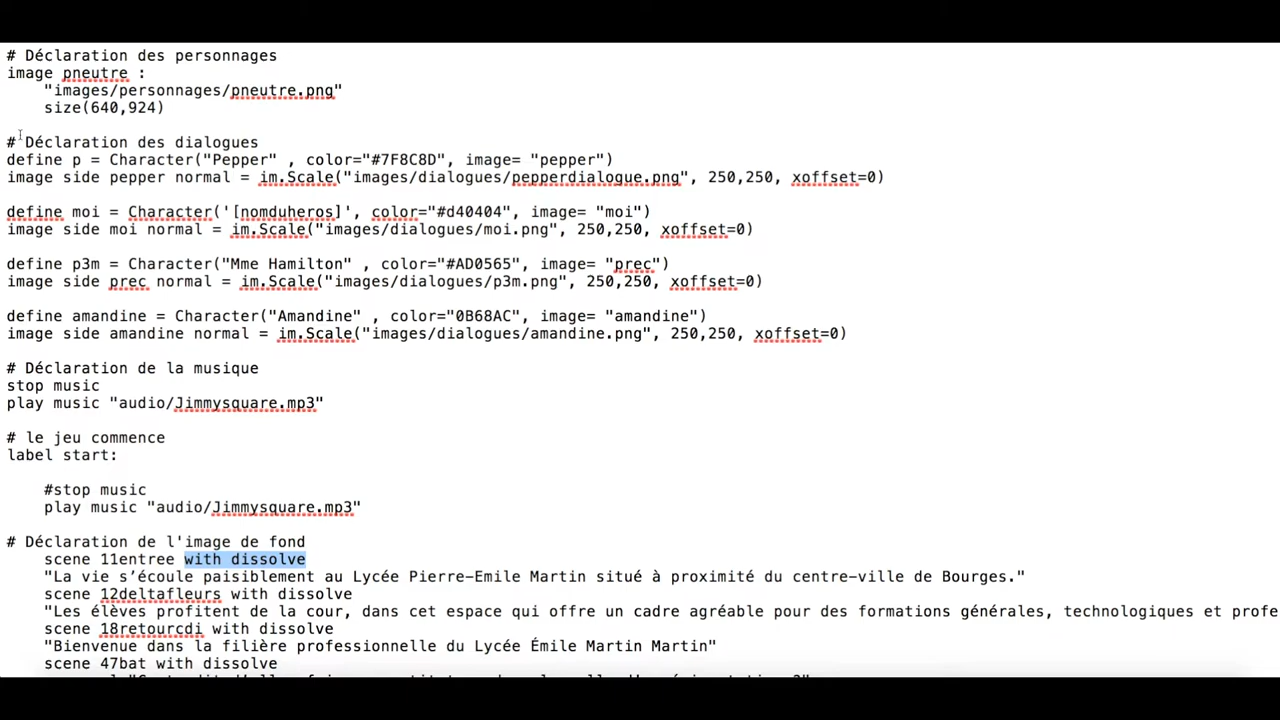 # Déclaration des personnages
image pneutre :
    "images/personnages/pneutre.png"
    size(640,924)
# Déclaration des dialogues
define p = Character("Pepper" , color="#7F8C8D", image= "pepper")
image side pepper normal = im.Scale("images/dialogues/pepperdialogue.png", 250,250, xoffset=0)
define moi = Character('[nomduheros]', color="#d40404", image= "moi")
image side moi normal = im.Scale("images/dialogues/moi.png", 250,250, xoffset=0)
define p3m = Character("Mme Hamilton" , color="#AD0565", image= "prec")
image side prec normal = im.Scale("images/dialogues/p3m.png", 250,250, xoffset=0)
define amandine = Character("Amandine" , color="0B68AC", image= "amandine")
image side amandine normal = im.Scale("images/dialogues/amandine.png", 250,250, xoffset=0)
# Déclaration de la musique
stop music
play music "audio/Jimmysquare.mp3"
# le jeu commence
label start:
    #stop music
    play music "audio/Jimmysquare.mp3"
# Déclaration de l'image de fond
    scene 11entree with dissolve
    "La vie s’écoule paisiblement au Lycée Pierre-Emile Martin situé à proximité du centre-ville de Bourges."
    scene 12deltafleurs with dissolve
    "Les élèves profitent de la cour, dans cet espace qui offre un cadre agréable pour des formations générales, technologiques et profe
    scene 18retourcdi with dissolve
    "Bienvenue dans la filière professionnelle du Lycée Émile Martin Martin"
    scene 47bat with dissolve